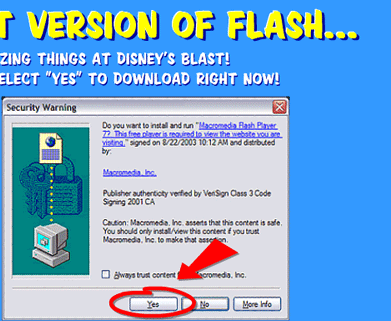 T VERSION OF FLASH...
ZING THINGS AT DISNEY'S BLAST!
ELECT "YES" TO DOWNLOAD RIGHT NOW!
Security Warning
Do you want to install and run "Macromedia Flash Player
7? This free player is required to view the website you are
visiting." signed on 8/22/2003 10:12 AM and distributed
by:
Macromedia, Inc.
Publisher authenticity verified by VeriSign Class 3 Code
Signing 2001 CA
Caution: Macromedia, Inc. asserts that this content is safe.
You should only install/view this content if you trust
Macromedia, Inc. to make that assertion.
Always trust content Macromedia, Inc.
Yes No More Info